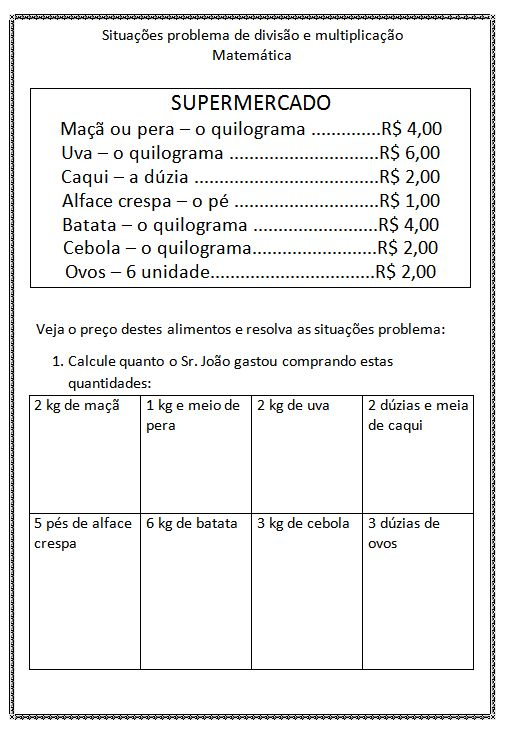 Situações problema de divisão e multiplicação
Matemática
SUPERMERCADO
Maçã ou pera – o quilograma ..............R$ 4,00
Uva – o quilograma ..............................R$ 6,00
Caqui – a dúzia .....................................R$ 2,00
Alface crespa – o pé .............................R$ 1,00
Batata – o quilograma .........................R$ 4,00
Cebola – o quilograma.........................R$ 2,00
Ovos – 6 unidade.................................R$ 2,00
Veja o preço destes alimentos e resolva as situações problema:
1. Calcule quanto o Sr. João gastou comprando estas
quantidades:
2 kg de maçã
1 kg e meio de
pera
2 kg de uva
2 dúzias e meia
de caqui
5 pés de alface
crespa
6 kg de batata
3 kg de cebola
3 dúzias de
ovos